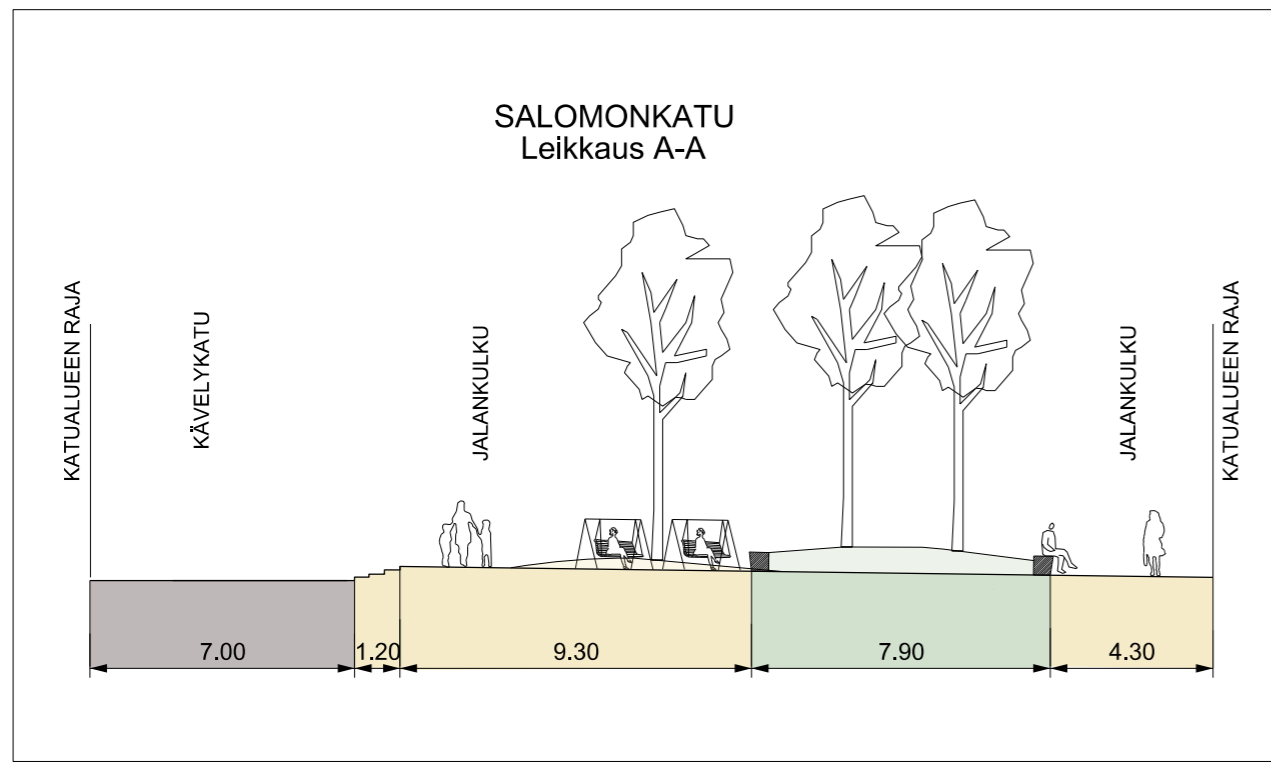 SALOMONKATU
Leikkaus A-A
KATUALUEEN RAJA
KÄVELYKATU
JALANKULKU
JALANKULKU
KATUALUEEN RAJA
7.00
1.20
9.30
7.90
4.30